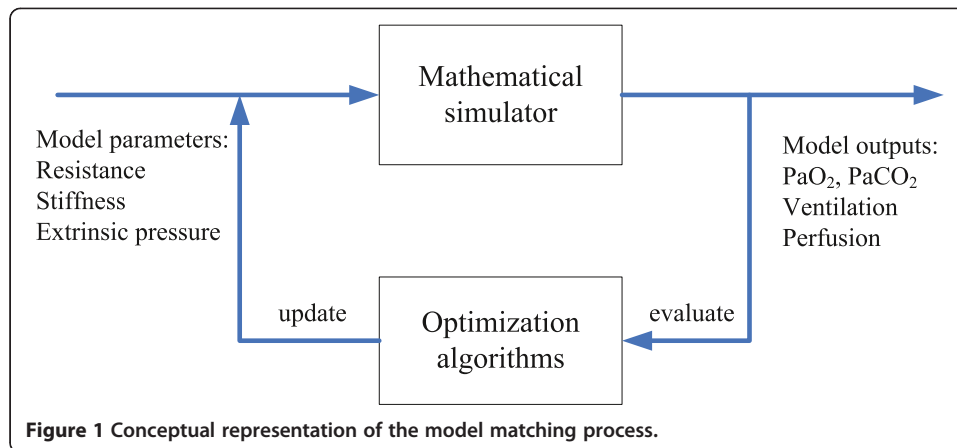 Mathematical
simulator
Model parameters:
Resistance
Stiffness
Extrinsic pressure
Model outputs:
PaO₂, PaCO₂
Ventilation
Perfusion
update
Optimization
algorithms
evaluate
Figure 1 Conceptual representation of the model matching process.